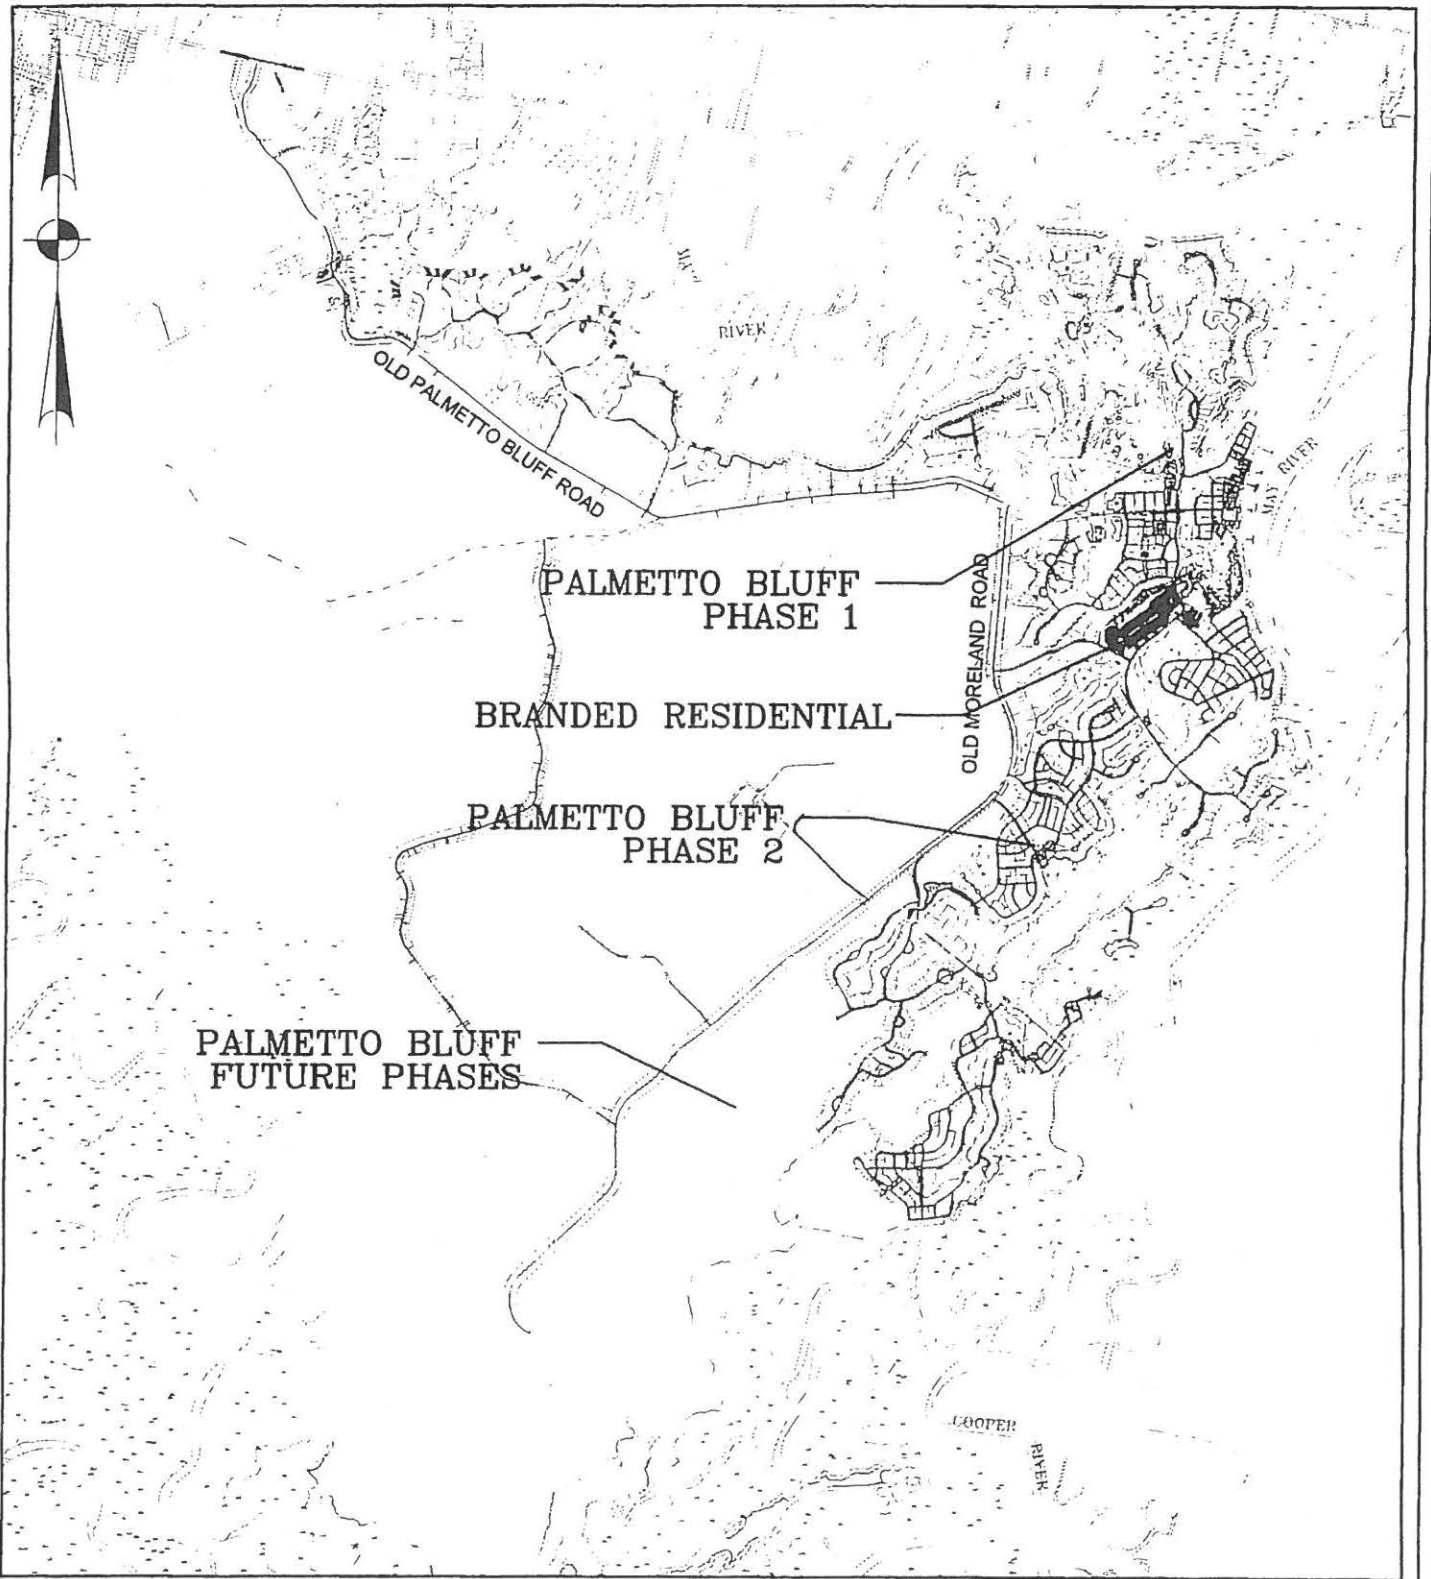 MAY
RIVER
OLD PALMETTO BLUFF ROAD
MAY RIVER
PALMETTO BLUFF
PHASE 1
OLD MORELAND ROAD
BRANDED RESIDENTIAL
PALMETTO BLUFF
PHASE 2
PALMETTO BLUFF
FUTURE PHASES
COOPER
RIVER